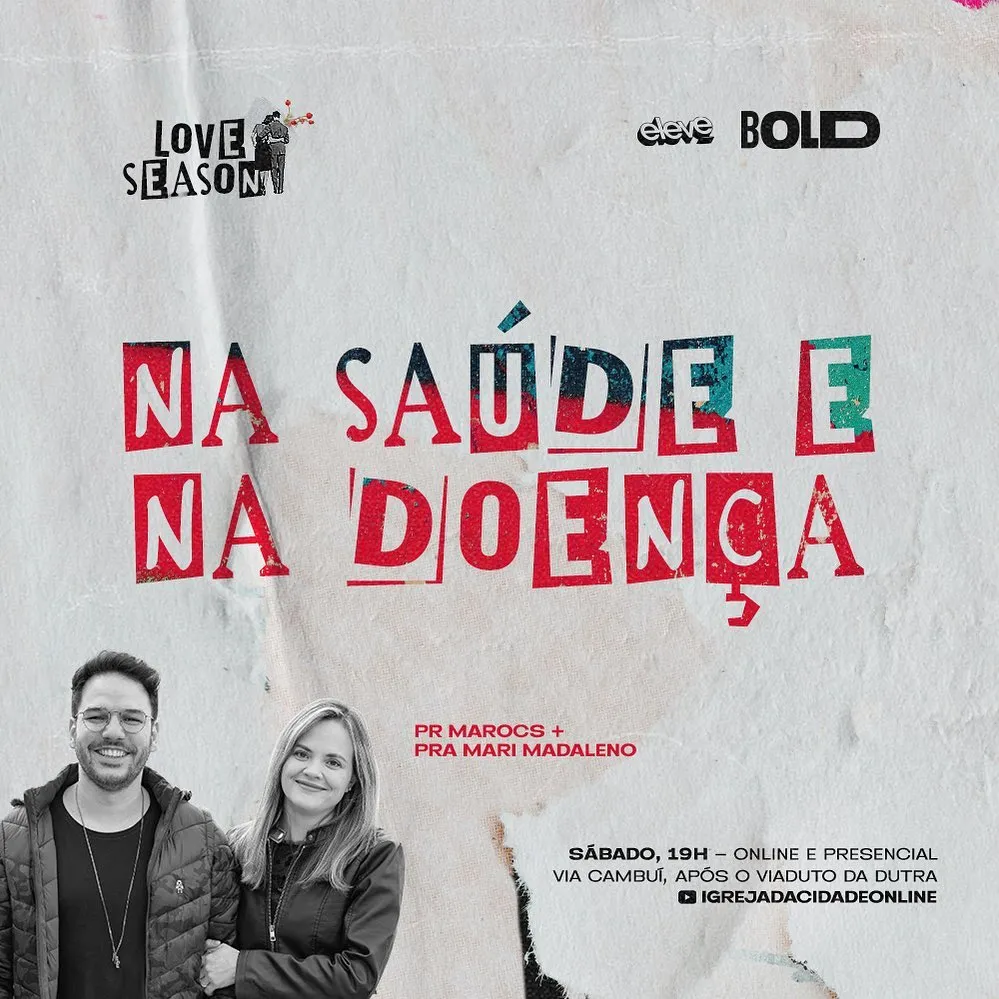 LOVE
SEASON
eleve
BOLD
NA SAÚDE E
NA DOENÇA
PR MAROCS +
PRA MARI MADALENO
SÁBADO, 19H – ONLINE E PRESENCIAL
VIA CAMBUÍ, APÓS O VIADUTO DA DUTRA
IGREJADACIDADEONLINE